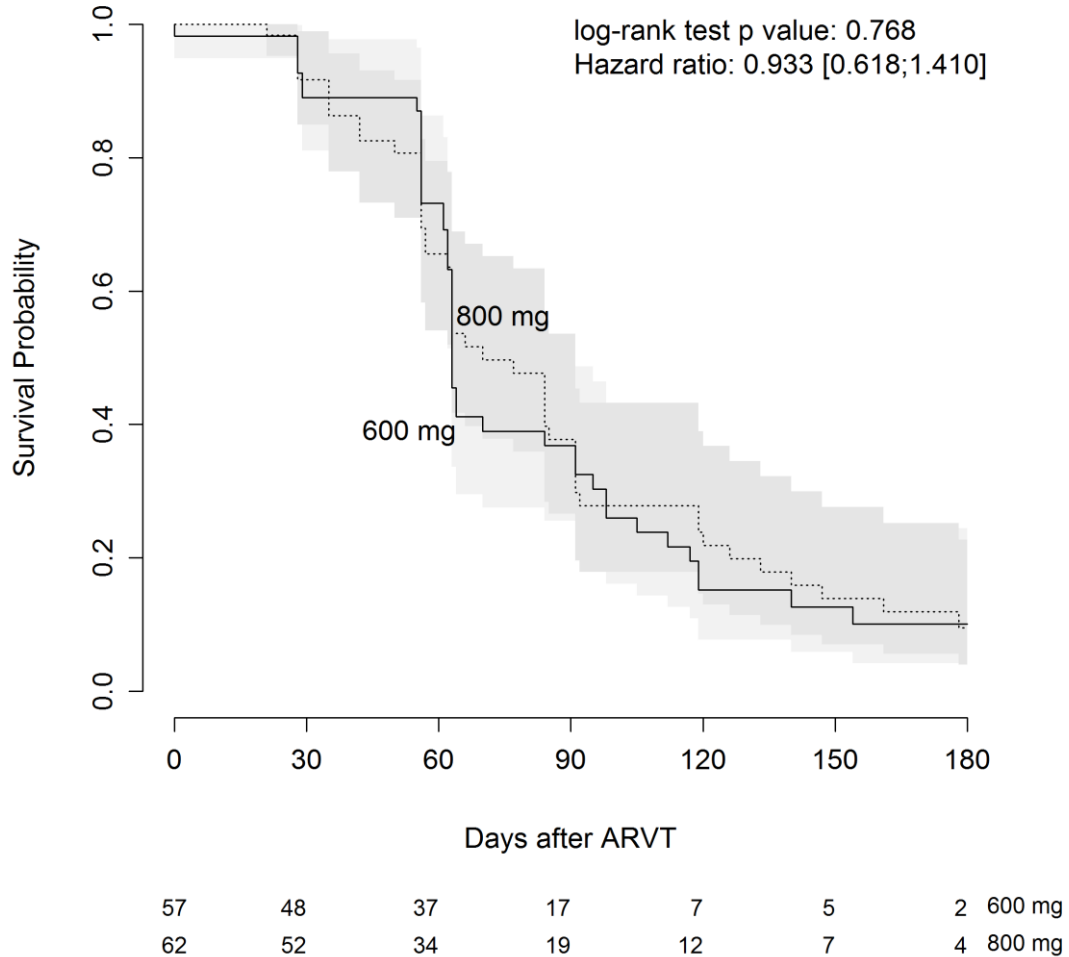 log-rank test p value: 0.768
Hazard ratio: 0.933 [0.618;1.410]
Survival Probability
1.0
0.8
0.6
0.4
0.2
0.0
800 mg
600 mg
0 30 60 90 120 150 180
Days after ARVT
57 48 37 17 7 5 2 600 mg
62 52 34 19 12 7 4 800 mg